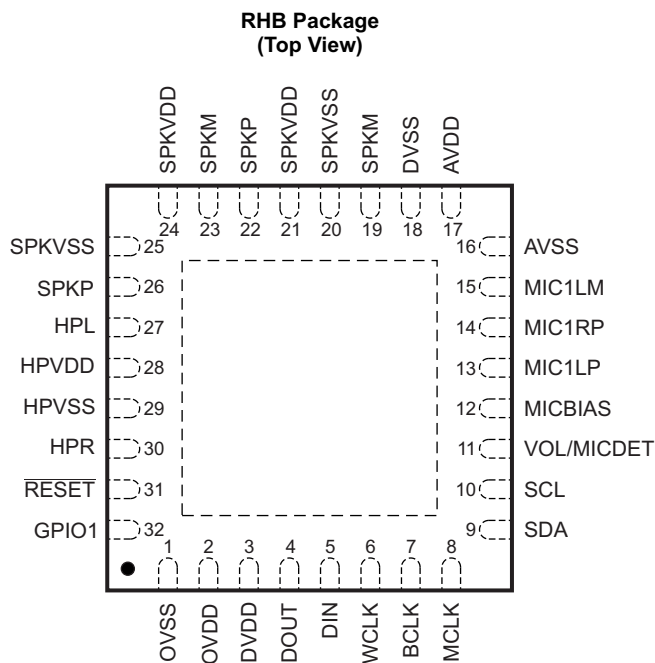 RHB Package
(Top View)
SPKVDD
SPKM
SPKP
SPKVDD
SPKVSS
SPKM
DVSS
AVDD
24 23 22 21 20 19 18 17
SPKVSS 25 16 AVSS
SPKP 26 15 MIC1LM
HPL 27 14 MIC1RP
HPVDD 28 13 MIC1LP
HPVSS 29 12 MICBIAS
HPR 30 11 VOL/MICDET
RESET 31 10 SCL
GPIO1 32 9 SDA
1 2 3 4 5 6 7 8
OVSS
OVDD
DVDD
DOUT
DIN
WCLK
BCLK
MCLK